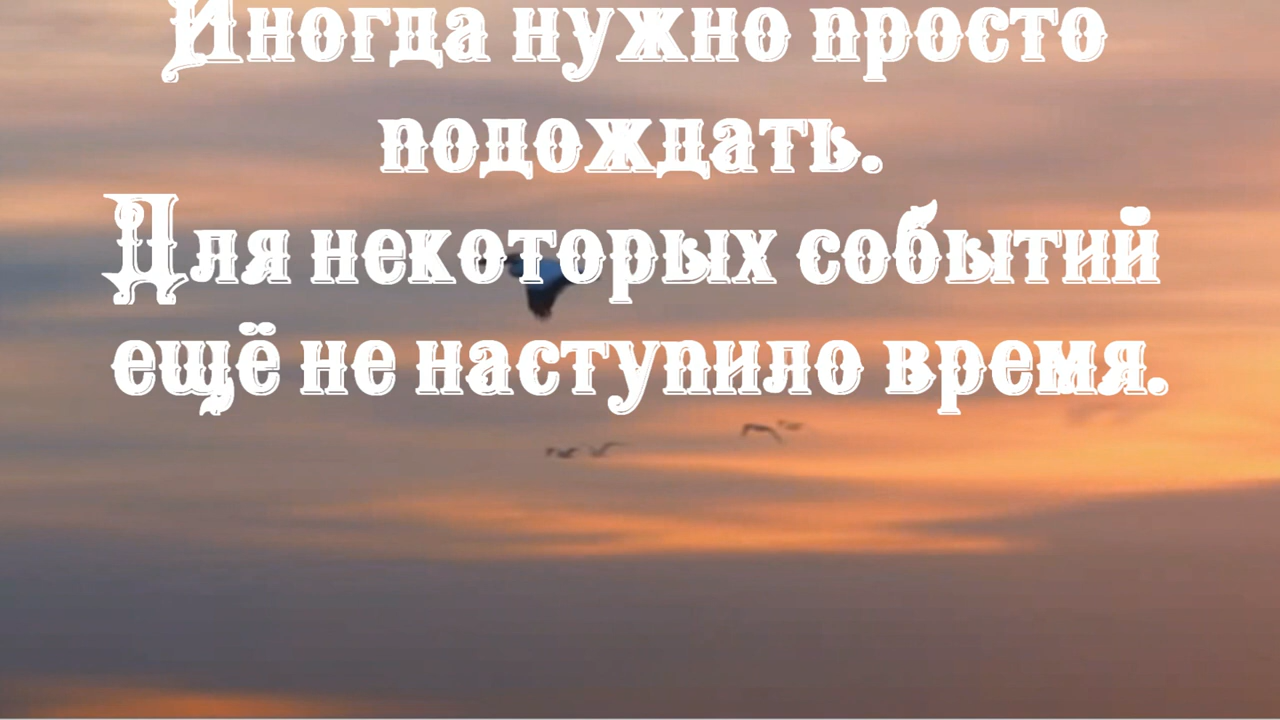 Иногда нужно просто
подождать.
Для некоторых событий
ещё не наступило время.